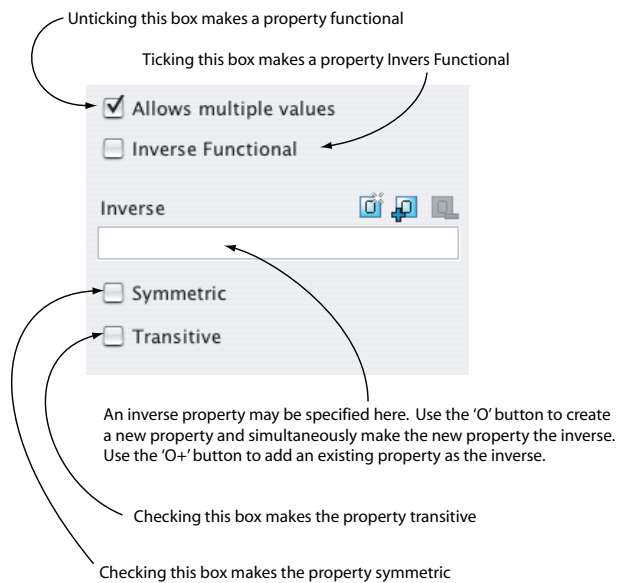 Unticking this box makes a property functional
Ticking this box makes a property Invers Functional
Allows multiple values
Inverse Functional
Inverse
Symmetric
Transitive
An inverse property may be specified here. Use the ‘O’ button to create
a new property and simultaneously make the new property the inverse.
Use the ‘O+’ button to add an existing property as the inverse.
Checking this box makes the property transitive
Checking this box makes the property symmetric